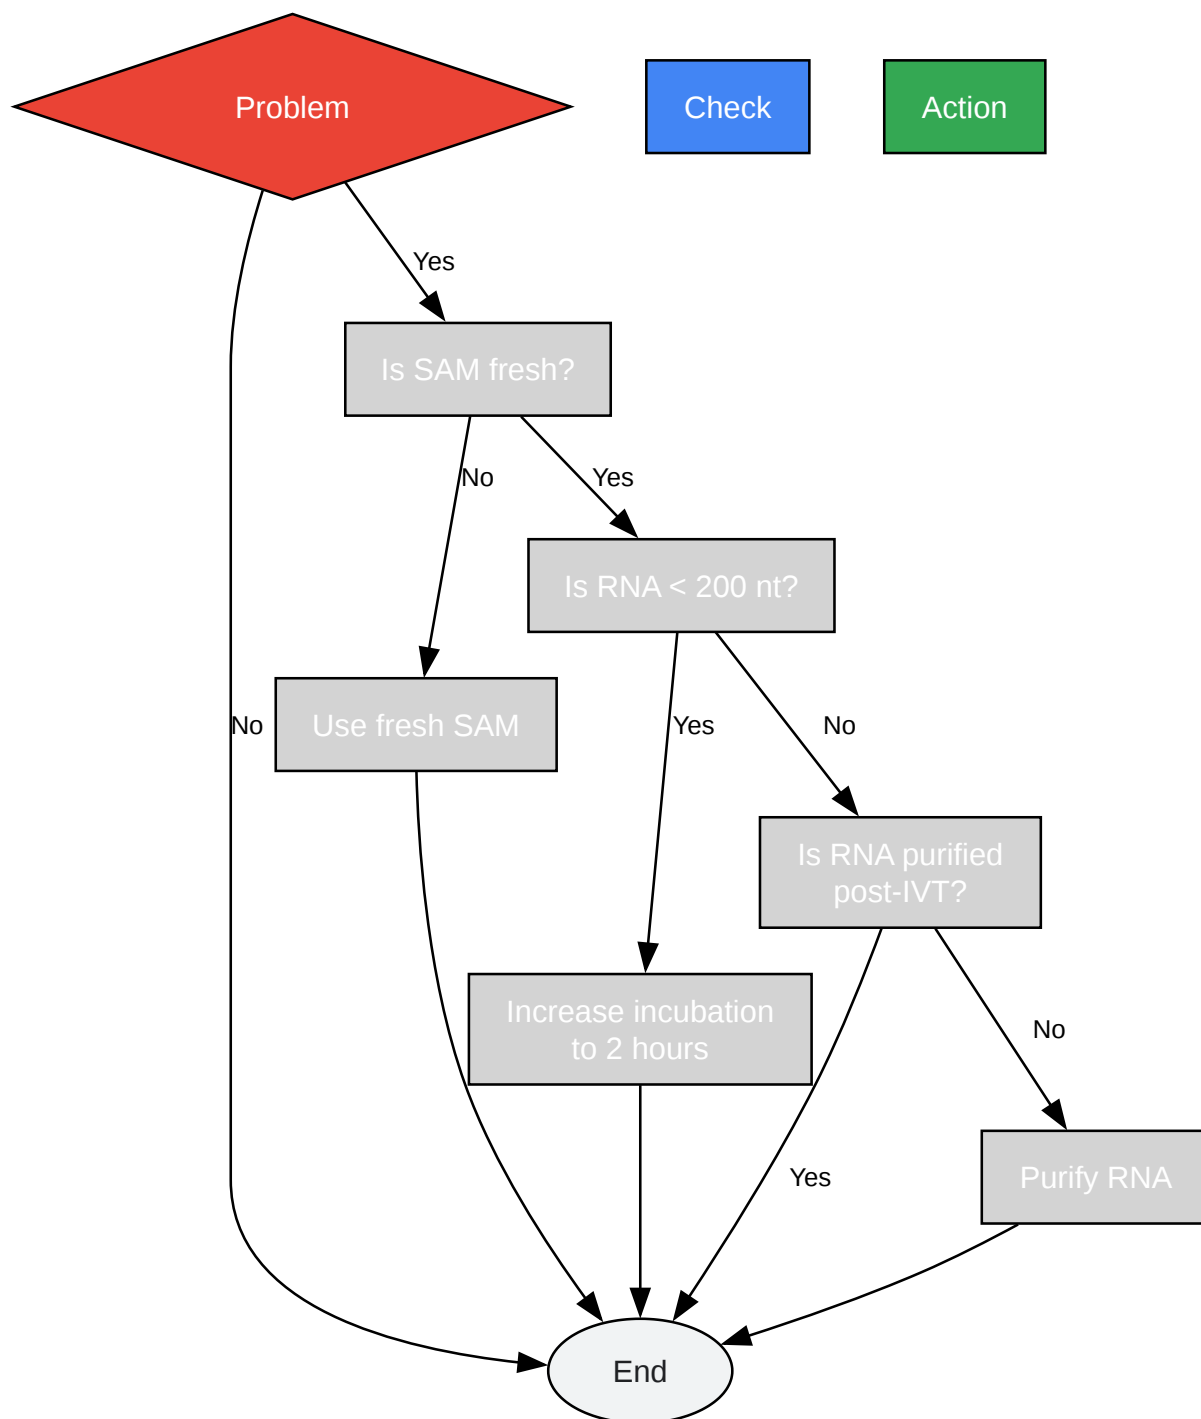 Problem
Check
Action
Yes
Is SAM fresh?
No
Yes
Is RNA < 200 nt?
No
Use fresh SAM
Yes
No
Is RNA purified
post-IVT?
Increase incubation
to 2 hours
No
Yes
Purify RNA
End